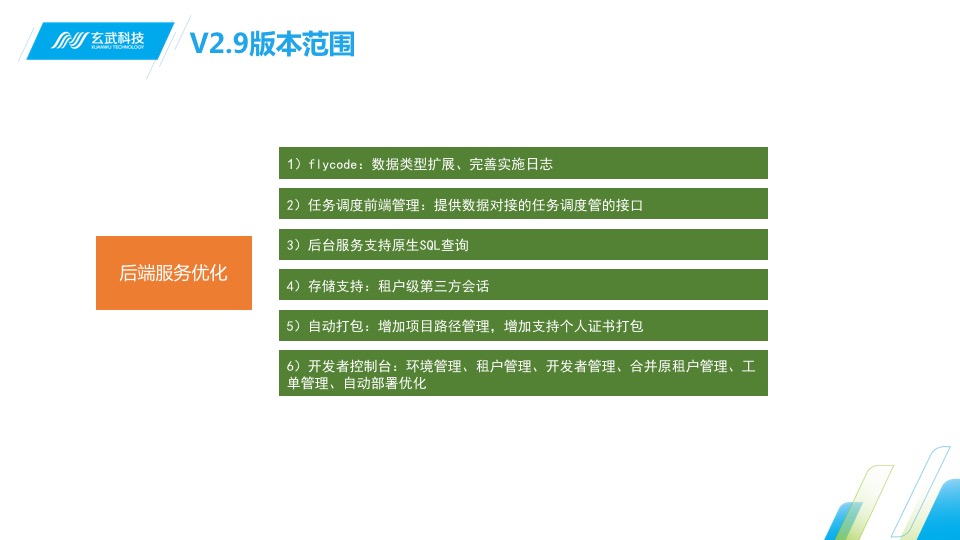 玄武科技
XUANWU TECHNOLOGY
V2.9版本范围
1）flycode：数据类型扩展、完善实施日志
2）任务调度前端管理：提供数据对接的任务调度管的接口
3）后台服务支持原生SQL查询
后端服务优化
4）存储支持：租户级第三方会话
5）自动打包：增加项目路径管理，增加支持个人证书打包
6）开发者控制台：环境管理、租户管理、开发者管理、合并原租户管理、工
单管理、自动部署优化